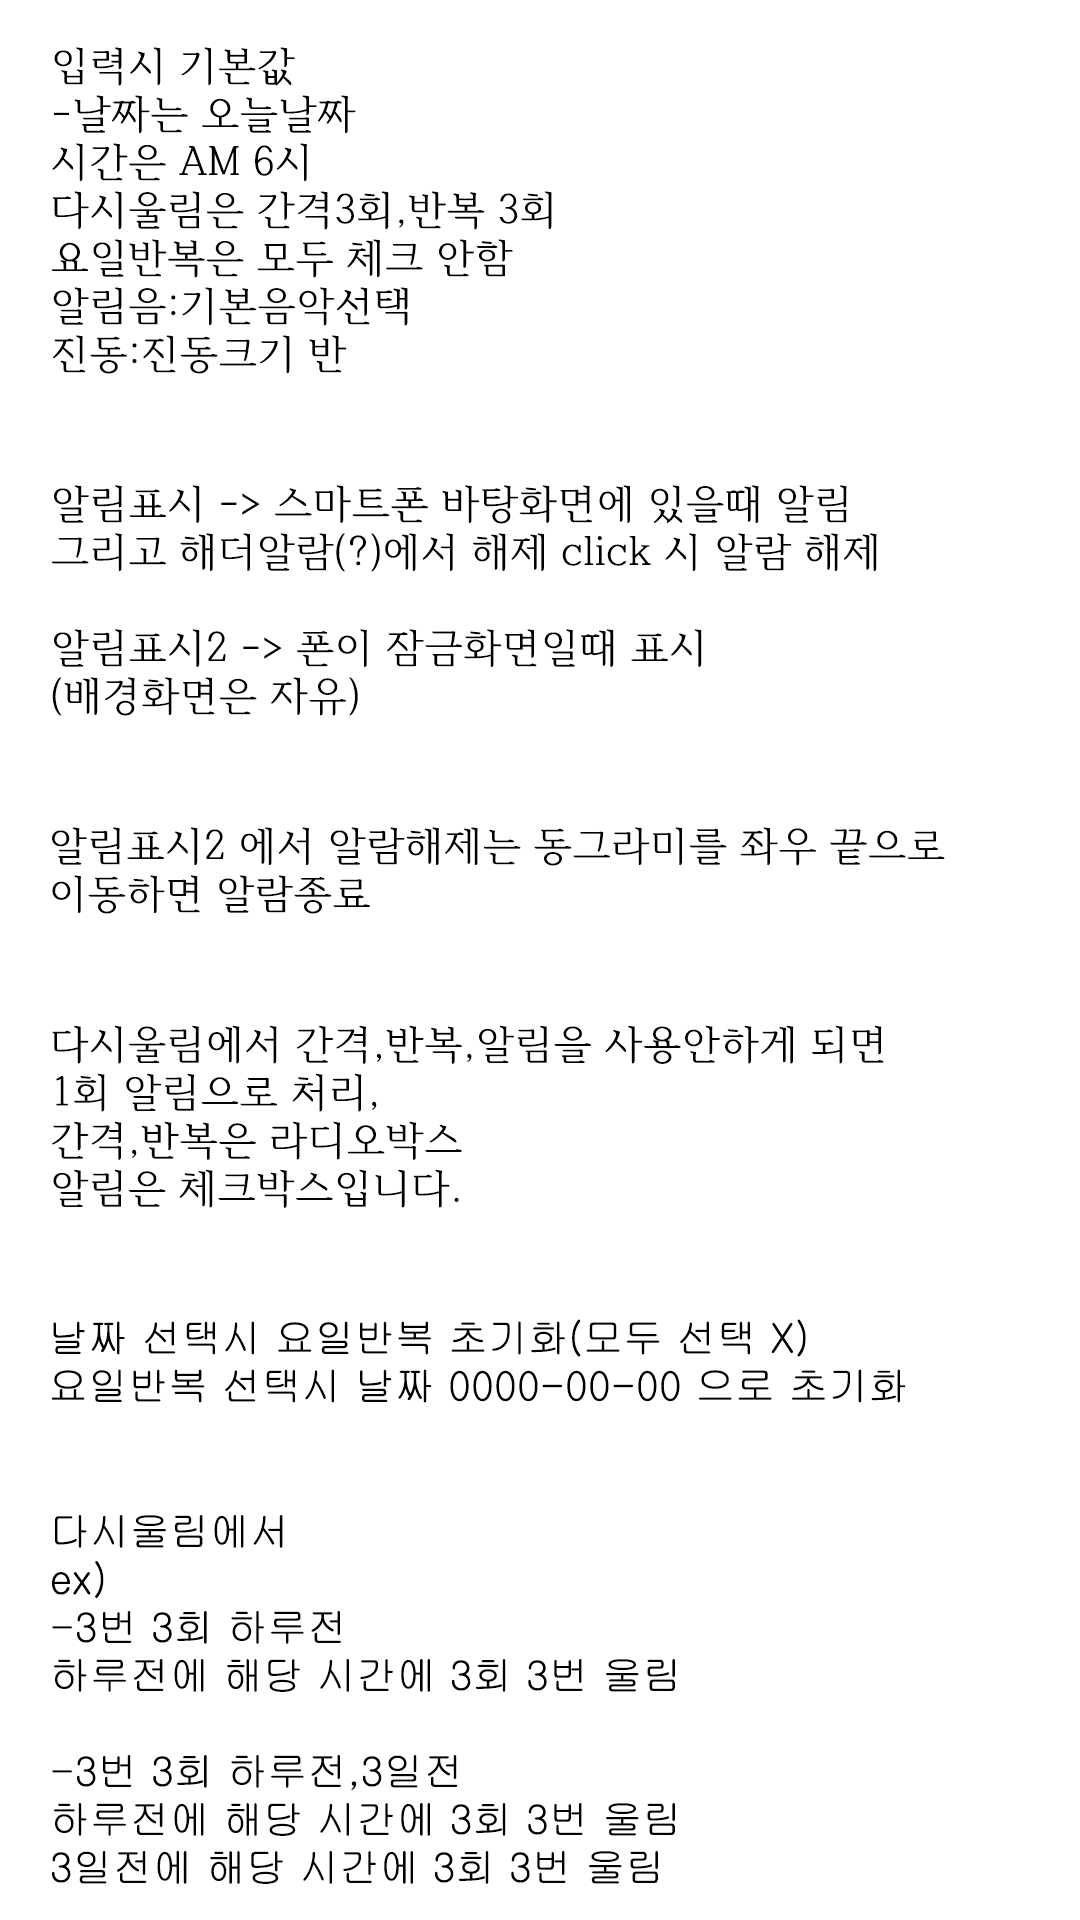 입력시 기본값
-날짜는 오늘날짜
시간은 AM 6시
다시울림은 간격3회,반복 3회
요일반복은 모두 체크 안함
알림음:기본음악선택
진동:진동크기 반
알림표시 -> 스마트폰 바탕화면에 있을때 알림
그리고 해더알람(?)에서 해제 click 시 알람 해제
알림표시2 -> 폰이 잠금화면일때 표시
(배경화면은 자유)
알림표시2 에서 알람해제는 동그라미를 좌우 끝으로
이동하면 알람종료
다시울림에서 간격,반복,알림을 사용안하게 되면
1회 알림으로 처리,
간격,반복은 라디오박스
알림은 체크박스입니다.
날짜 선택시 요일반복 초기화(모두 선택 X)
요일반복 선택시 날짜 0000-00-00 으로 초기화
다시울림에서
ex)
-3번 3회 하루전
하루전에 해당 시간에 3회 3번 울림
-3번 3회 하루전,3일전
하루전에 해당 시간에 3회 3번 울림
3일전에 해당 시간에 3회 3번 울림